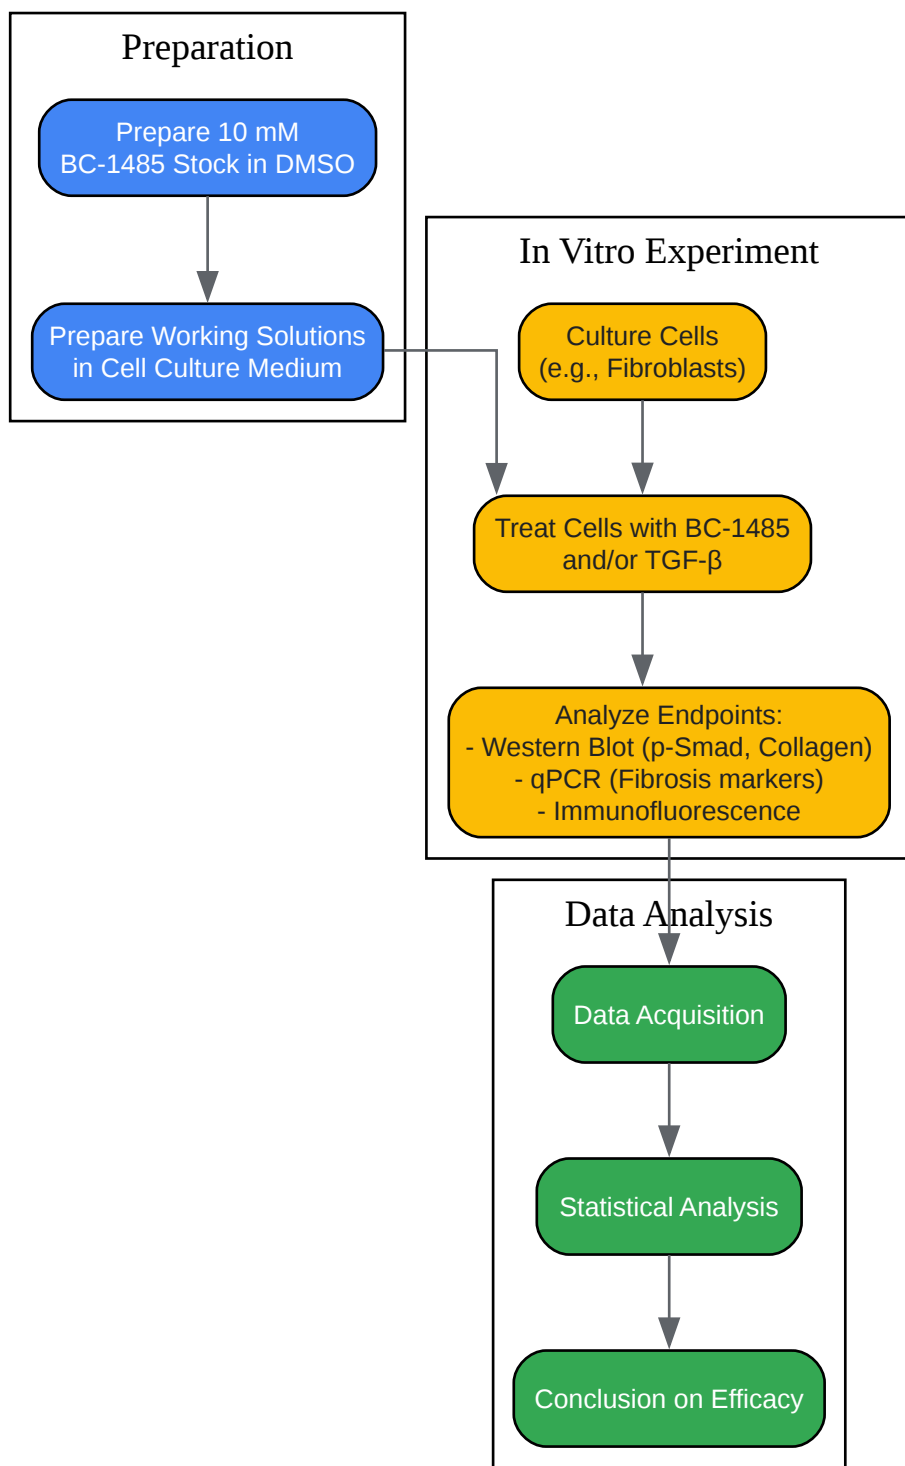 Preparation
Prepare 10 mM
BC-1485 Stock in DMSO
Prepare Working Solutions
in Cell Culture Medium
In Vitro Experiment
Culture Cells
(e.g., Fibroblasts)
Treat Cells with BC-1485
and/or TGF-β
Analyze Endpoints:
- Western Blot (p-Smad, Collagen)
- qPCR (Fibrosis markers)
- Immunofluorescence
Data Analysis
Data Acquisition
Statistical Analysis
Conclusion on Efficacy